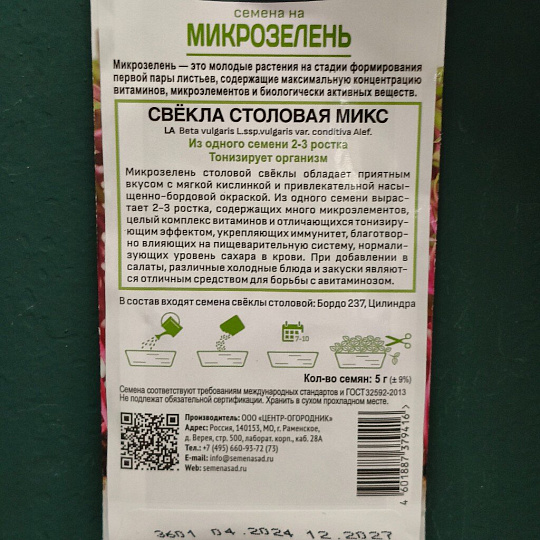 семена на
МИКРОЗЕЛЕНЬ
Микрозелень — это молодые растения на стадии формирования
первой пары листьев, содержащие максимальную концентрацию
витаминов, микроэлементов и биологически активных веществ.
СВЁКЛА СТОЛОВАЯ МИКС
LA Beta vulgaris L.ssp.vulgaris var. conditiva Alef.
Из одного семени 2-3 ростка
Тонизирует организм
Микрозелень столовой свёклы обладает приятным
вкусом с мягкой кислинкой и привлекательной насы-
щенно-бордовой окраской. Из одного семени вырас-
тает 2-3 ростка, содержащих много микроэлементов,
целый комплекс витаминов и отличающихся тонизирую-
щим эффектом, укрепляющих иммунитет, благотвор-
но влияющих на пищеварительную систему, нормали-
зующих уровень сахара в крови. При добавлении в
салаты, различные холодные блюда и закуски являют-
ся отличным средством для борьбы с авитаминозом.
В состав входят семена свёклы столовой: Бордо 237, Цилиндра
7-10
Кол-во семян: 5 г (± 9%)
Семена соответствуют требованиям международных стандартов и ГОСТ 32592-2013
Не подлежат обязательной сертификации. Хранить в сухом прохладном месте.
Производитель: ООО «ЦЕНТР-ОГОРОДНИК»
Адрес: Россия, 140153, МО, г. Раменское,
д. Верея, стр. 500, лаборат. корп., каб. 28А
Тел.: +7 (495) 660-93-72 (73)
E-mail: info@semenasad.ru
Web: semenasad.ru
4 601887 379416
3601 04.2024 12.2027